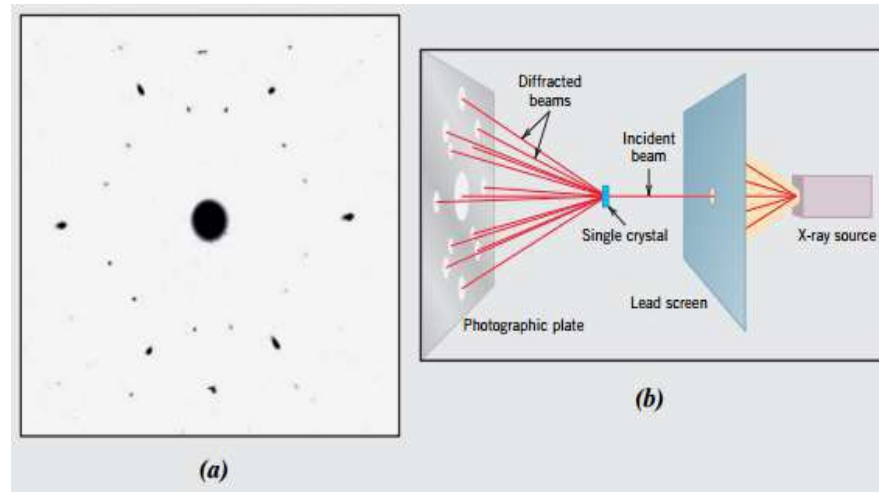 Diffracted
beams
Incident
beam
Single crystal
X-ray source
Lead screen
Photographic plate
(b)
(a)